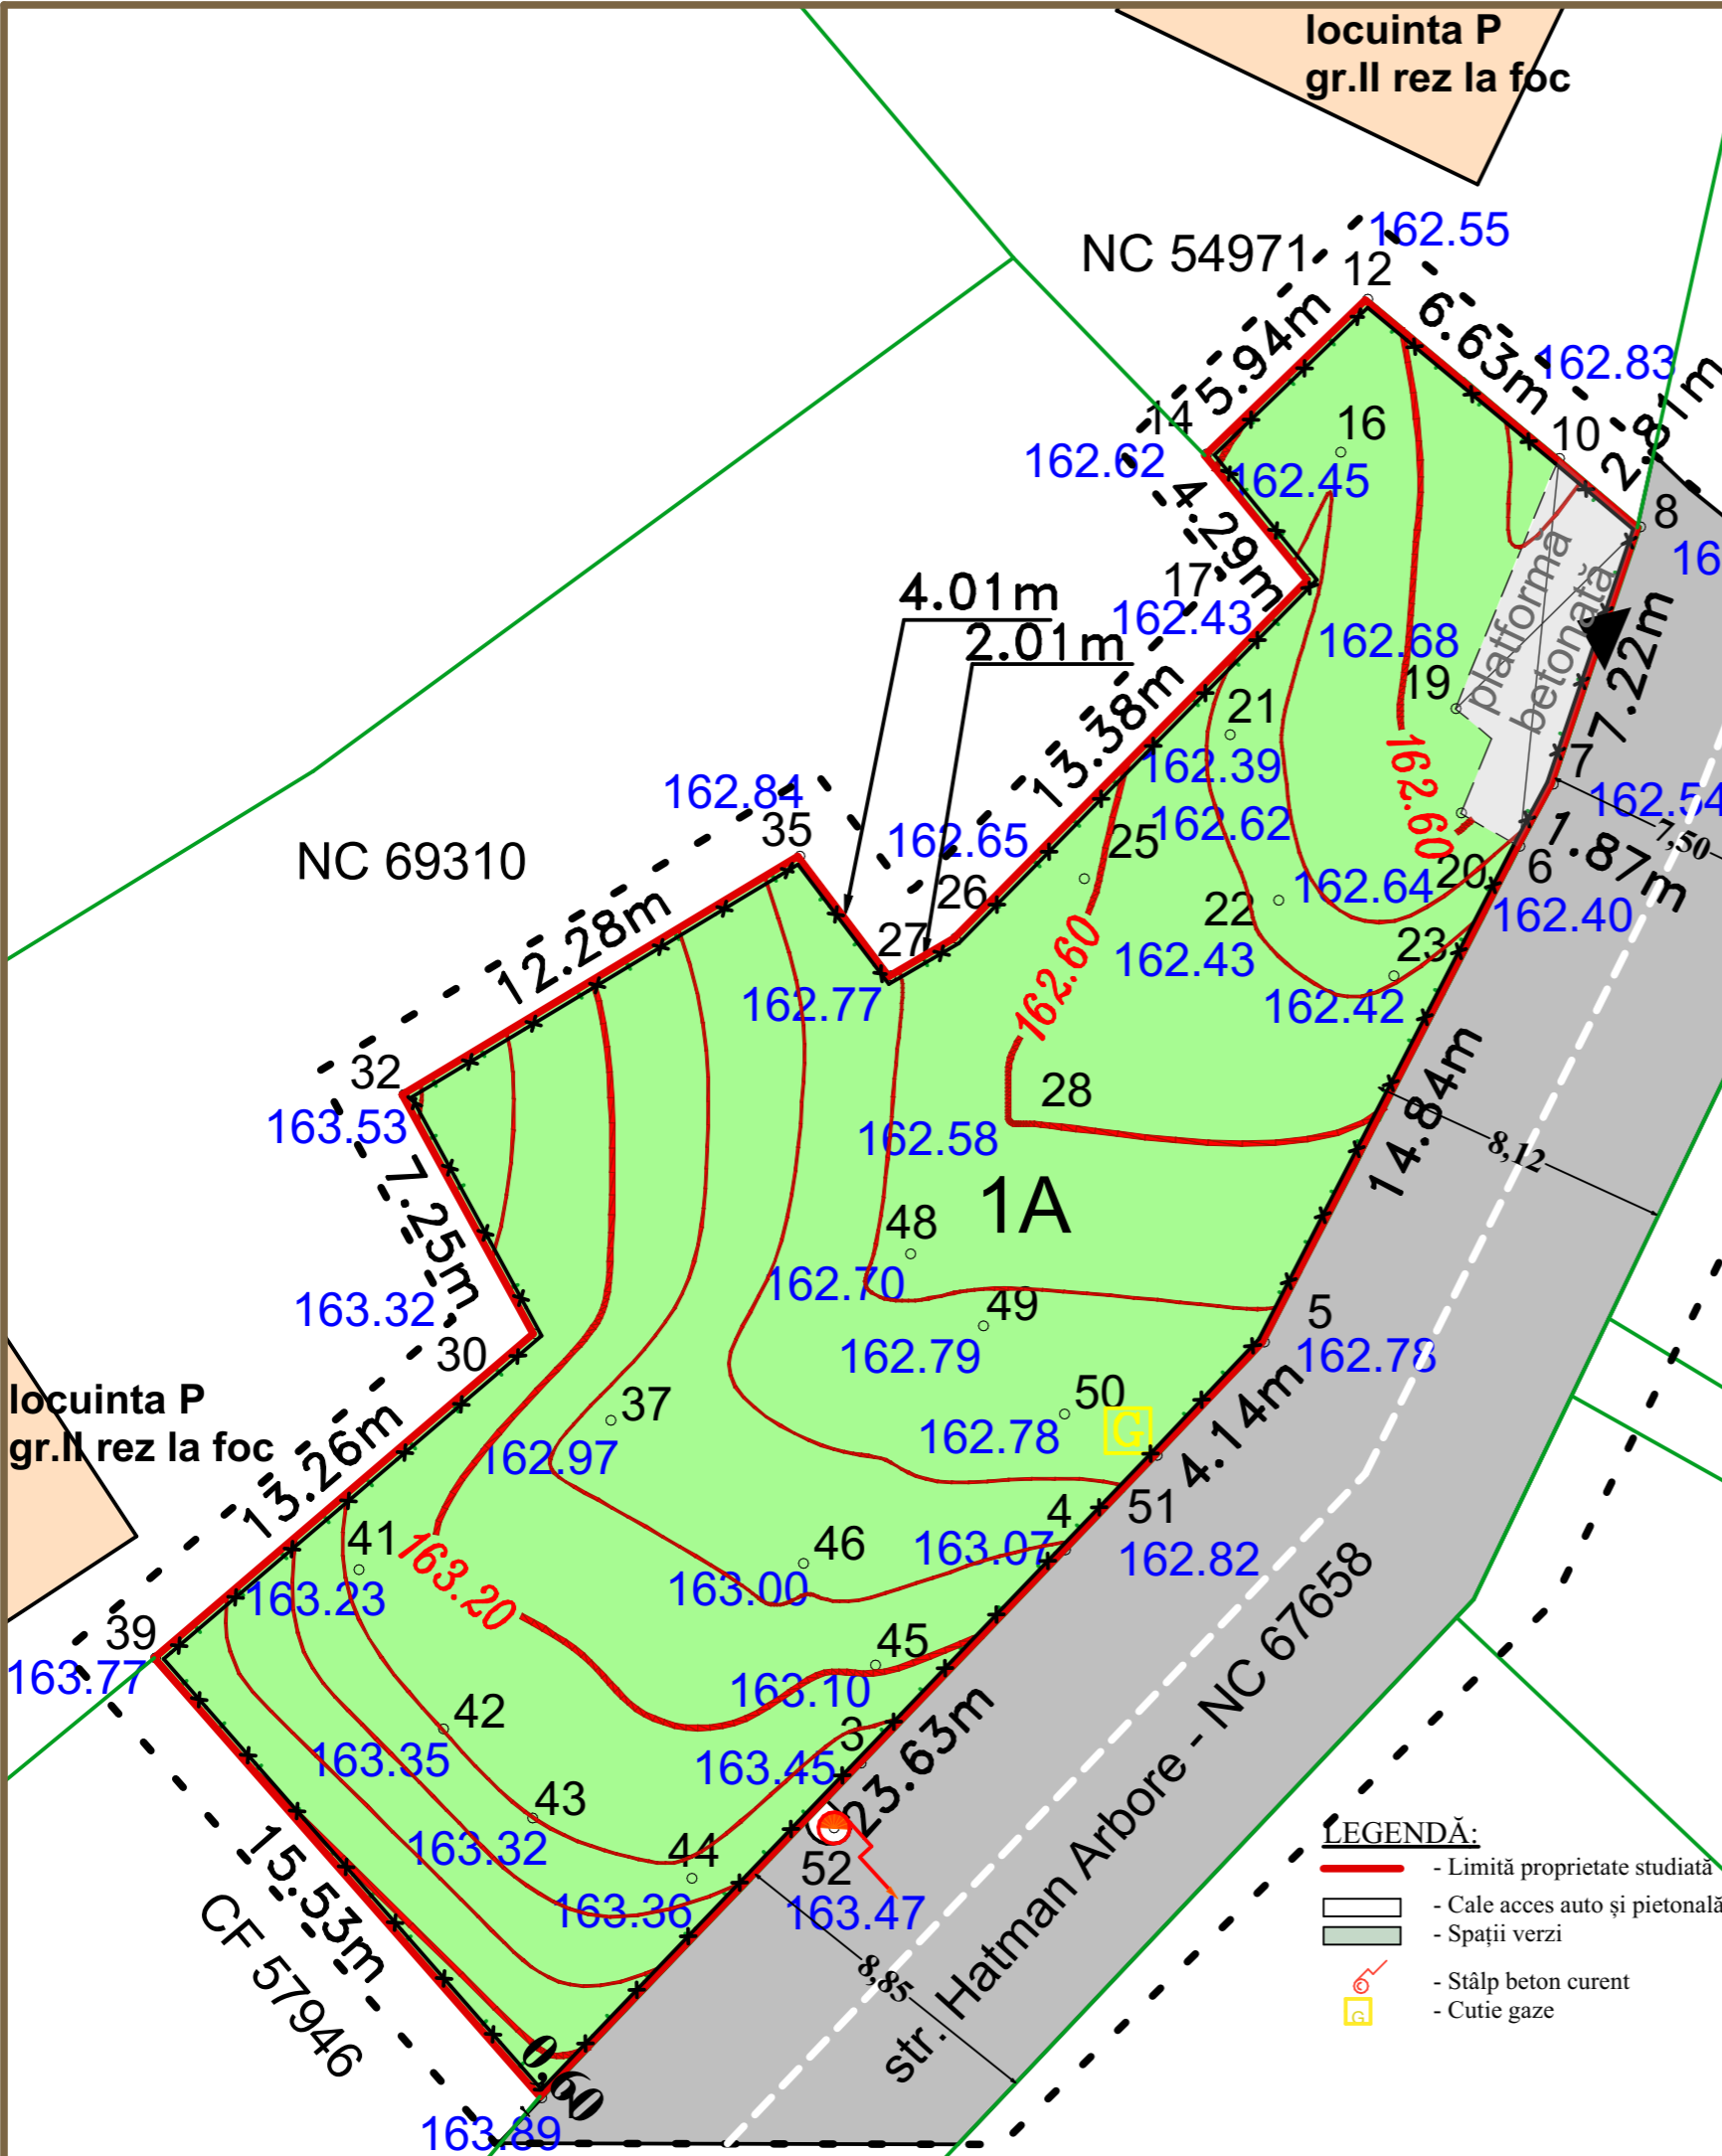 locuinta P
gr.II rez la foc
162.55
NC 54971
12
6.63m
162.83
5.94m
2.81m
14
16
10
162.62
162.45
8
4.29m
16
17
platformă
betonată
4.01m
162.43
2.01m
162.68
7.22m
19
13.38m
21
162.60
7
162.39
162.84
162.54
35
162.62
162.65
25
7,50
1.87m
NC 69310
6
20
162.64
26
22
162.40
12.28m
27
23
162.43
162.60
162.77
162.42
32
28
14.84m
163.53
162.58
8,12
7.25m
1A
48
162.70
163.32
49
5
30
162.79
162.78
locuinta P
gr.II rez la foc
37
50
G
162.97
162.78
4.14m
13.26m
4
51
41
46
163.07
162.82
163.20
163.23
163.00
39
45
163.77
163.10
42
3
163.35
163.45
23.63m
str. Hatman Arbore - NC 67658
43
163.32
44
52
15.53m
163.36
163.47
CF 57946
8,85
0,60
163.89
LEGENDĂ:
- Limită proprietate studiată
- Cale acces auto și pietonală
- Spații verzi
- Stâlp beton curent
G - Cutie gaze